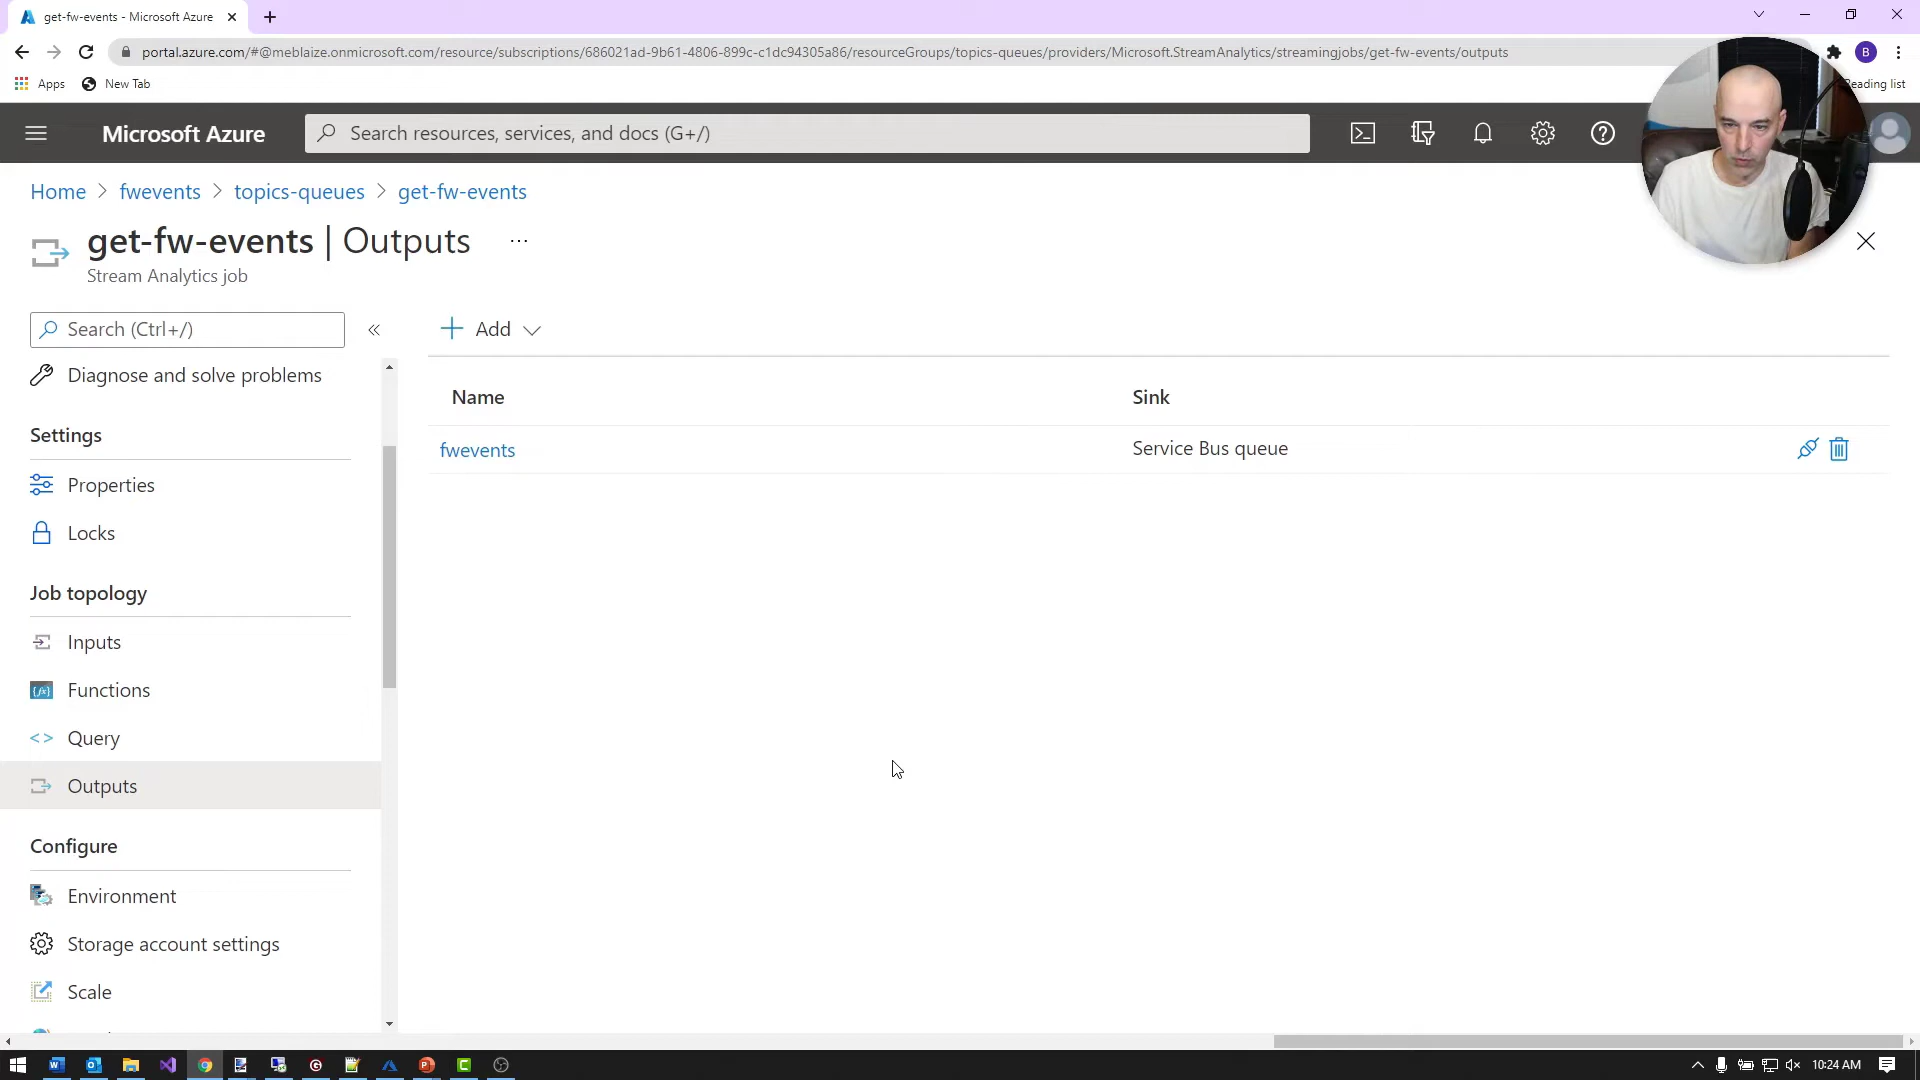 get-fw-events - Microsoft Azure
portal.azure.com/#@meblaize.onmicrosoft.com/resource/subscriptions/686021ad-9b61-4806-899c-c1dc94305a86/resourceGroups/topics-queues/providers/Microsoft.StreamAnalytics/streamingjobs/get-fw-events/outputs
B
Apps
New Tab
Reading list
Microsoft Azure
Search resources, services, and docs (G+/)
Home > fwevents > topics-queues > get-fw-events
get-fw-events | Outputs ...
Stream Analytics job
Search (Ctrl+/)
«
+ Add
Diagnose and solve problems
Name
Sink
Settings
fwevents
Service Bus queue
Properties
Locks
Job topology
Inputs
Functions
Query
Outputs
Configure
Environment
Storage account settings
Scale
10:24 AM